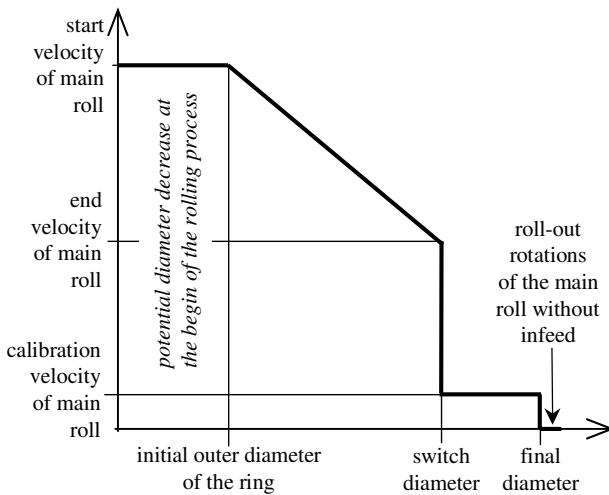 start
velocity
of main
roll
potential diameter decrease at
the begin of the rolling process
end
velocity
of main
roll
roll-out
rotations
of the main
roll without
infeed
calibration
velocity
of main
roll
initial outer diameter
of the ring
switch
diameter
final
diameter